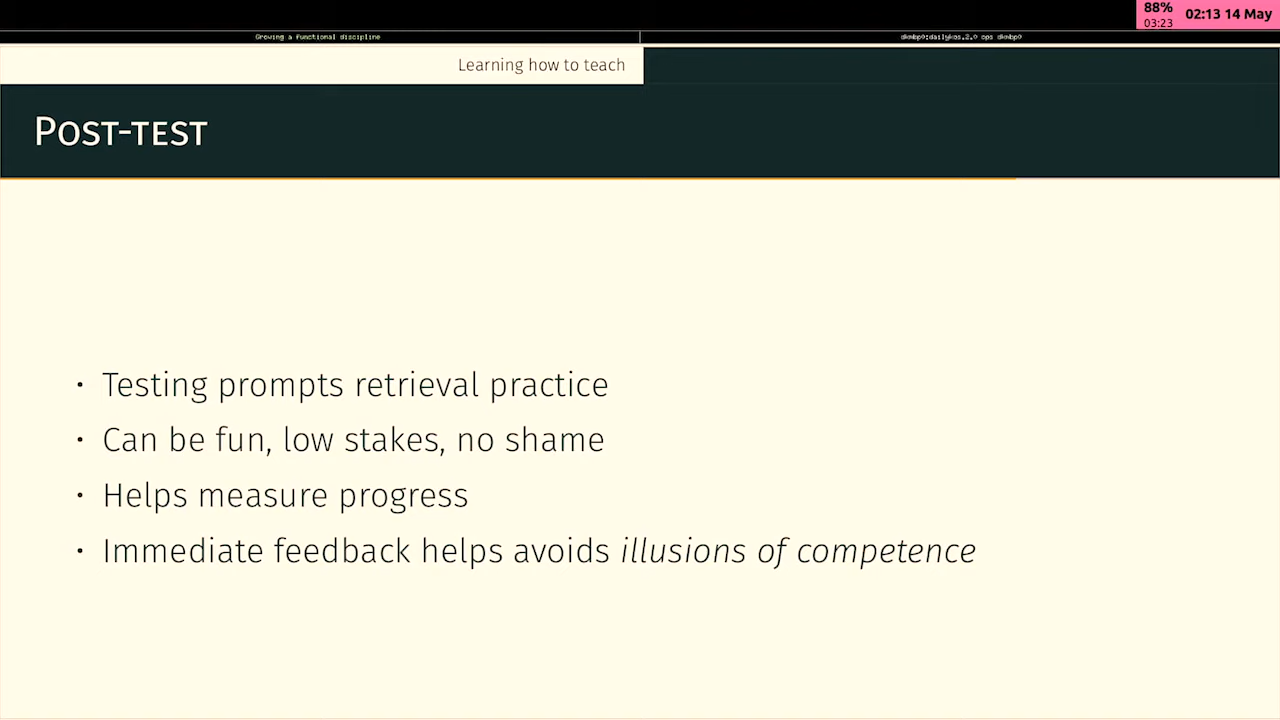 88%
03:23
02:13 14 May
Growing a functional discipline
Learning how to teach
Post-test
• Testing prompts retrieval practice
• Can be fun, low stakes, no shame
• Helps measure progress
• Immediate feedback helps avoids illusions of competence